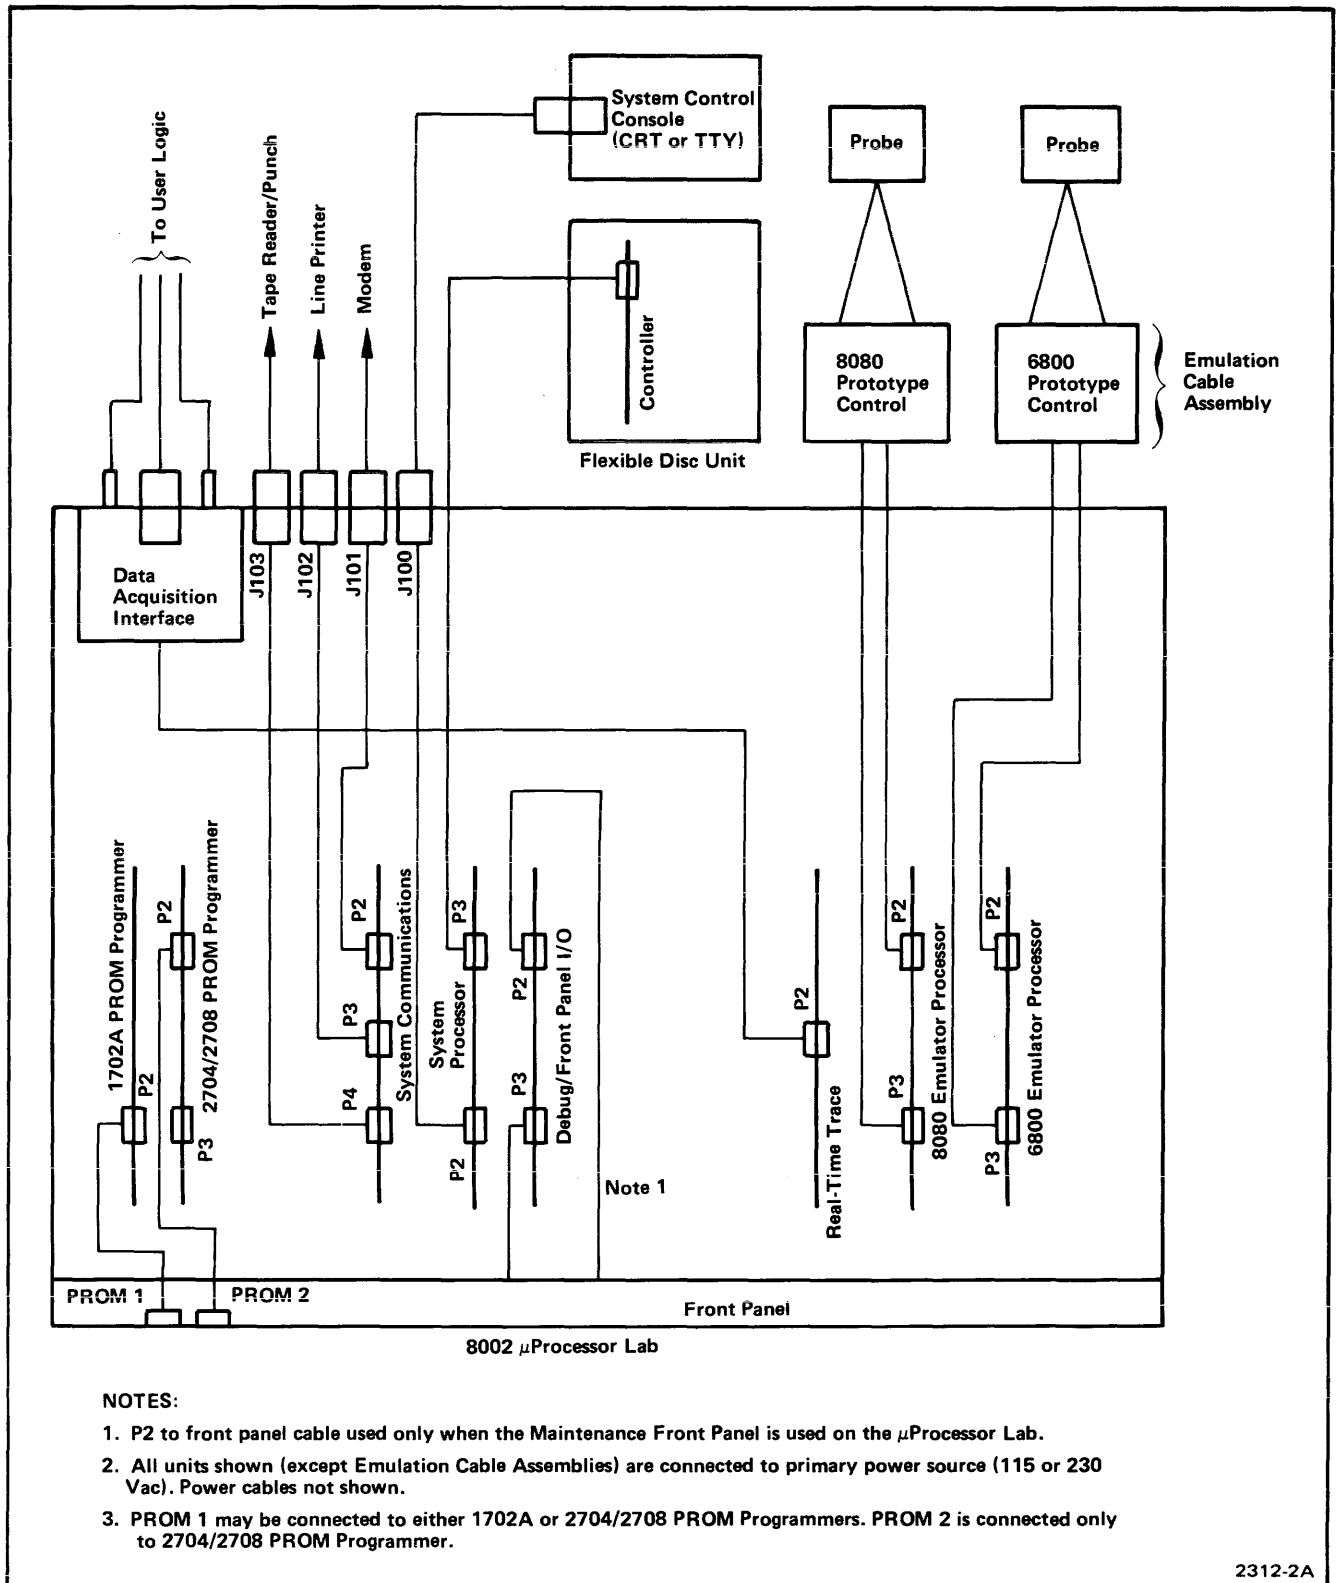 System Control
Console
(CRT or TTY)
Probe
Probe
To User Logic
Tape Reader/Punch
Line Printer
Modem
Controller
8080
Prototype
Control
6800
Prototype
Control
Emulation
Cable
Assembly
Flexible Disc Unit
Data
Acquisition
Interface
J103
J102
J101
J100
1702A PROM Programmer
P2
P2
2704/2708 PROM Programmer
P3
P2
P3
P4
System Communications
System
Processor
P3
P2
P2
P3
Debug/Front Panel I/O
Note 1
P2
Real-Time Trace
P2
P3
8080 Emulator Processor
P2
P3
6800 Emulator Processor
PROM 1
PROM 2
Front Panel
8002 µProcessor Lab
NOTES:
1. P2 to front panel cable used only when the Maintenance Front Panel is used on the µProcessor Lab.
2. All units shown (except Emulation Cable Assemblies) are connected to primary power source (115 or 230
Vac). Power cables not shown.
3. PROM 1 may be connected to either 1702A or 2704/2708 PROM Programmers. PROM 2 is connected only
to 2704/2708 PROM Programmer.
2312-2A